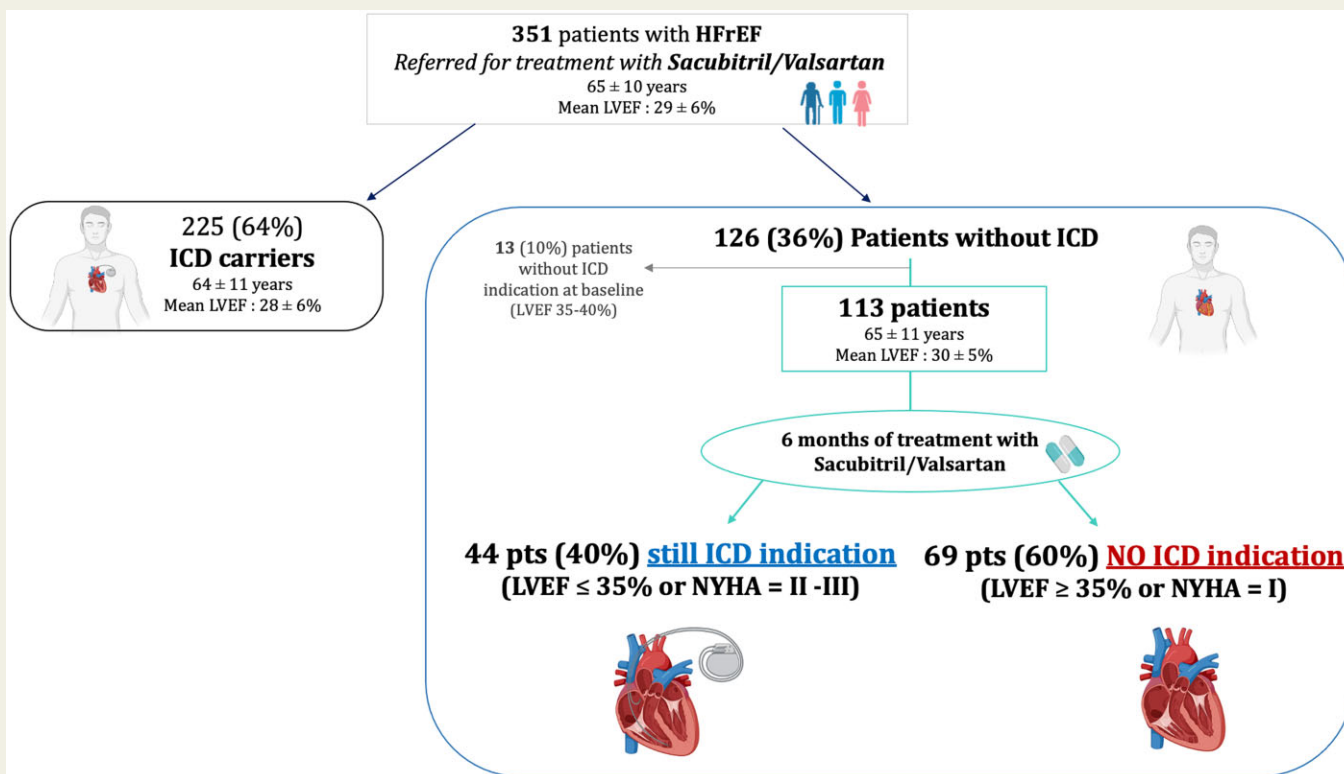 351 patients with HFrEF
Referred for treatment with Sacubitril/Valsartan
65 ± 10 years
Mean LVEF : 29 ± 6%
225 (64%)
ICD carriers
64 ± 11 years
Mean LVEF : 28 ± 6%
13 (10%) patients
without ICD
indication at baseline
(LVEF 35-40%)
126 (36%) Patients without ICD
113 patients
65 ± 11 years
Mean LVEF : 30 ± 5%
6 months of treatment with
Sacubitril/Valsartan
44 pts (40%) still ICD indication
(LVEF ≤ 35% or NYHA = II -III)
69 pts (60%) NO ICD indication
(LVEF ≥ 35% or NYHA = I)